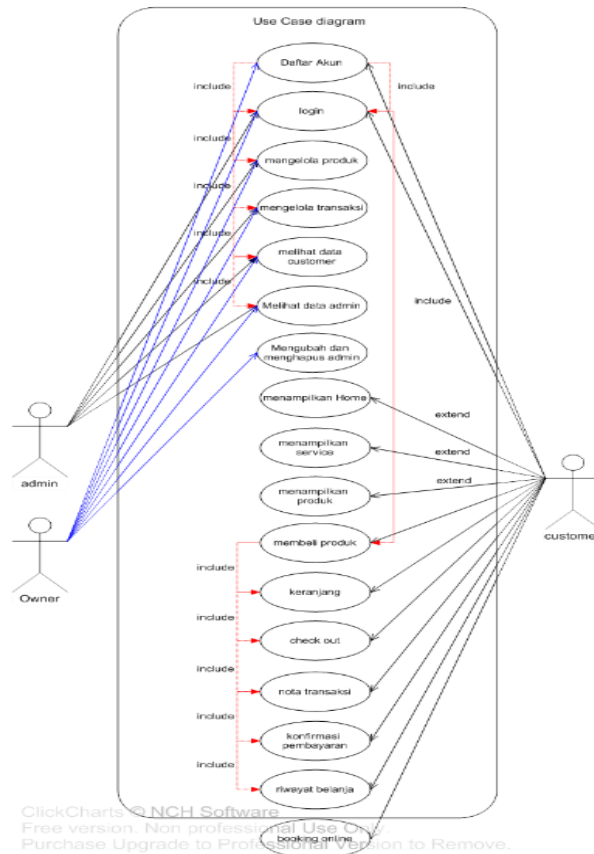 Use Case diagram
Daftar Akun
include
include
login
include
mengelola produk
include
mengelola transaksi
include
melihat data
customer
include
Melihat data admin
include
Mengubah dan
menghapus admin
menampilkan Home
extend
menampilkan
service
extend
admin
menampilkan
produk
extend
customer
membeli produk
Owner
include
keranjang
include
check out
include
nota transaksi
include
konfirmasi
pembayaran
include
riwayat belanja
ClickCharts © NCH Software
Free version. Non professional Use Only.
booking online
Purchase Upgrade to Professional Version to Remove.